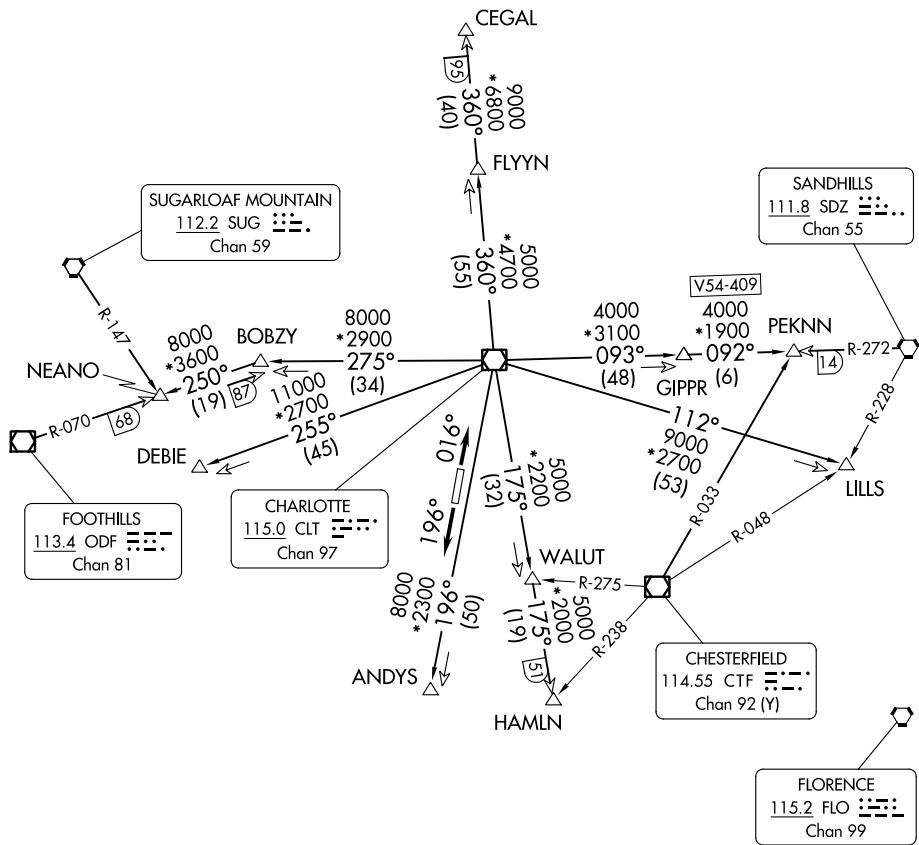 CEGAL
95
9000
*6800
360°
(40)
FLYYN
5000
*4700
360°
(55)
SUGARLOAF MOUNTAIN
112.2 SUG
Chan 59
SANDHILLS
111.8 SDZ
Chan 55
R-147
NEANO
8000
*3600
250°
(19)
87
BOBZY
8000
*2900
275°
(34)
4000
*3100
093°
(48)
GIPPR
V54-409
4000
*1900
092°
(6)
PEKNN
14
R-272
R-228
R-070
68
DEBIE
11000
*2700
255°
(45)
112°
9000
*2700
(53)
LILLS
FOOTHILLS
113.4 ODF
Chan 81
CHARLOTTE
115.0 CLT
Chan 97
016°
196°
5000
*2200
175°
(32)
R-033
R-048
WALUT
R-275
R-238
8000
*2300
196°
(50)
ANDYS
5000
*2000
175°
(19)
51
HAMLN
CHESTERFIELD
114.55 CTF
Chan 92 (Y)
FLORENCE
115.2 FLO
Chan 99